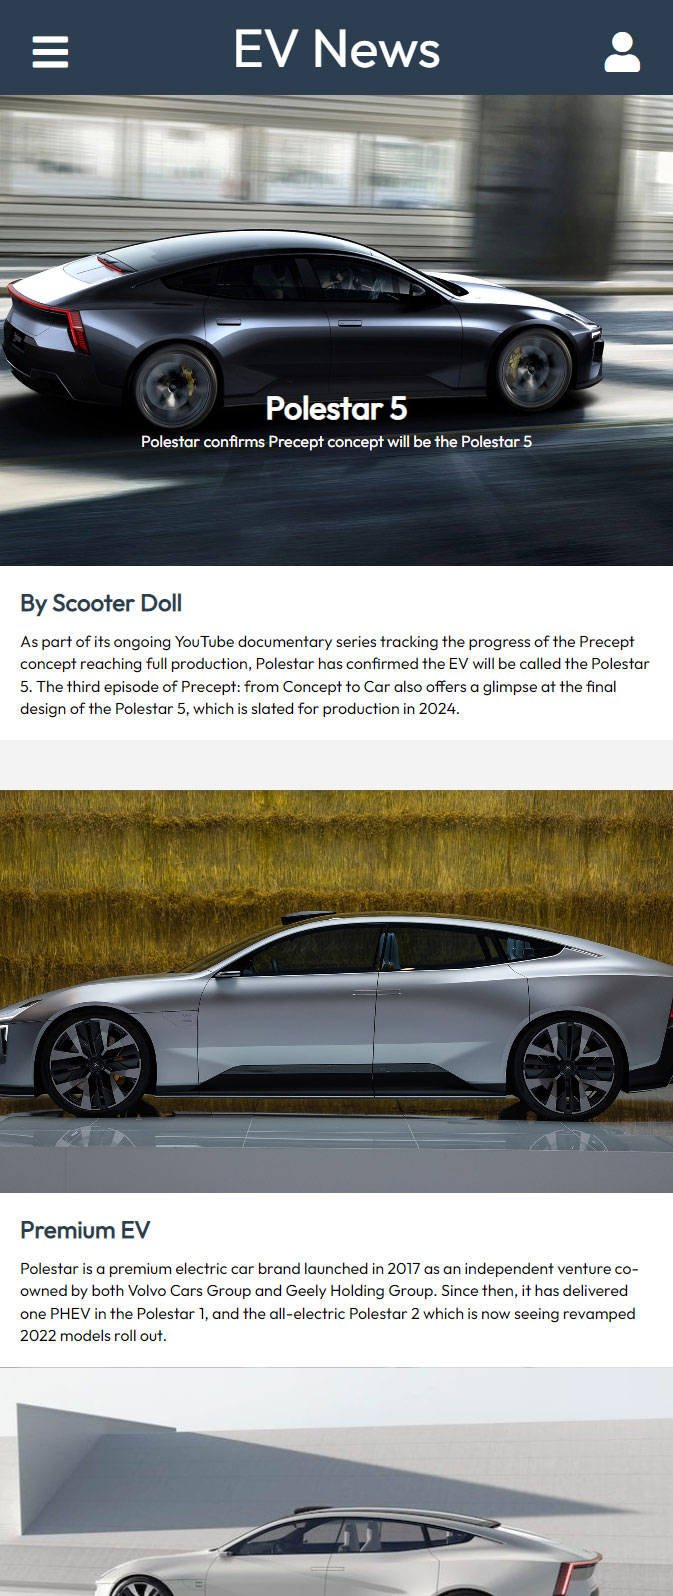 EV News
Polestar 5
Polestar confirms Precept concept will be the Polestar 5
By Scooter Doll
As part of its ongoing YouTube documentary series tracking the progress of the Precept
concept reaching full production, Polestar has confirmed the EV will be called the Polestar
5. The third episode of Precept: from Concept to Car also offers a glimpse at the final
design of the Polestar 5, which is slated for production in 2024.
Premium EV
Polestar is a premium electric car brand launched in 2017 as an independent venture co-
owned by both Volvo Cars Group and Geely Holding Group. Since then, it has delivered
one PHEV in the Polestar 1, and the all-electric Polestar 2 which is now seeing revamped
2022 models roll out.